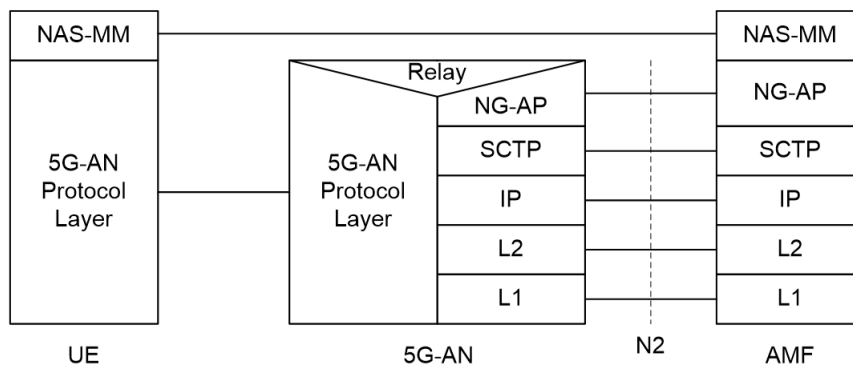 NAS-MM
NAS-MM
Relay
NG-AP
NG-AP
5G-AN
Protocol
Layer
5G-AN
Protocol
Layer
SCTP
SCTP
IP
IP
L2
L2
L1
L1
UE
5G-AN
N2
AMF